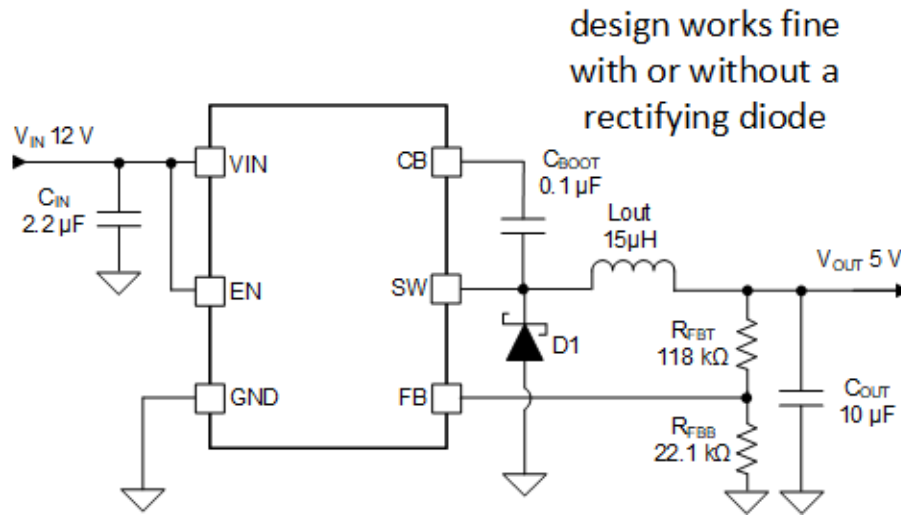 design works fine
with or without a
rectifying diode
VIN 12 V
CIN
2.2 µF
VIN
EN
GND
CB
SW
FB
CBOOT
0.1 µF
Lout
15µH
D1
VOUT 5 V
RFBT
118 kΩ
RFBB
22.1 kΩ
COUT
10 µF